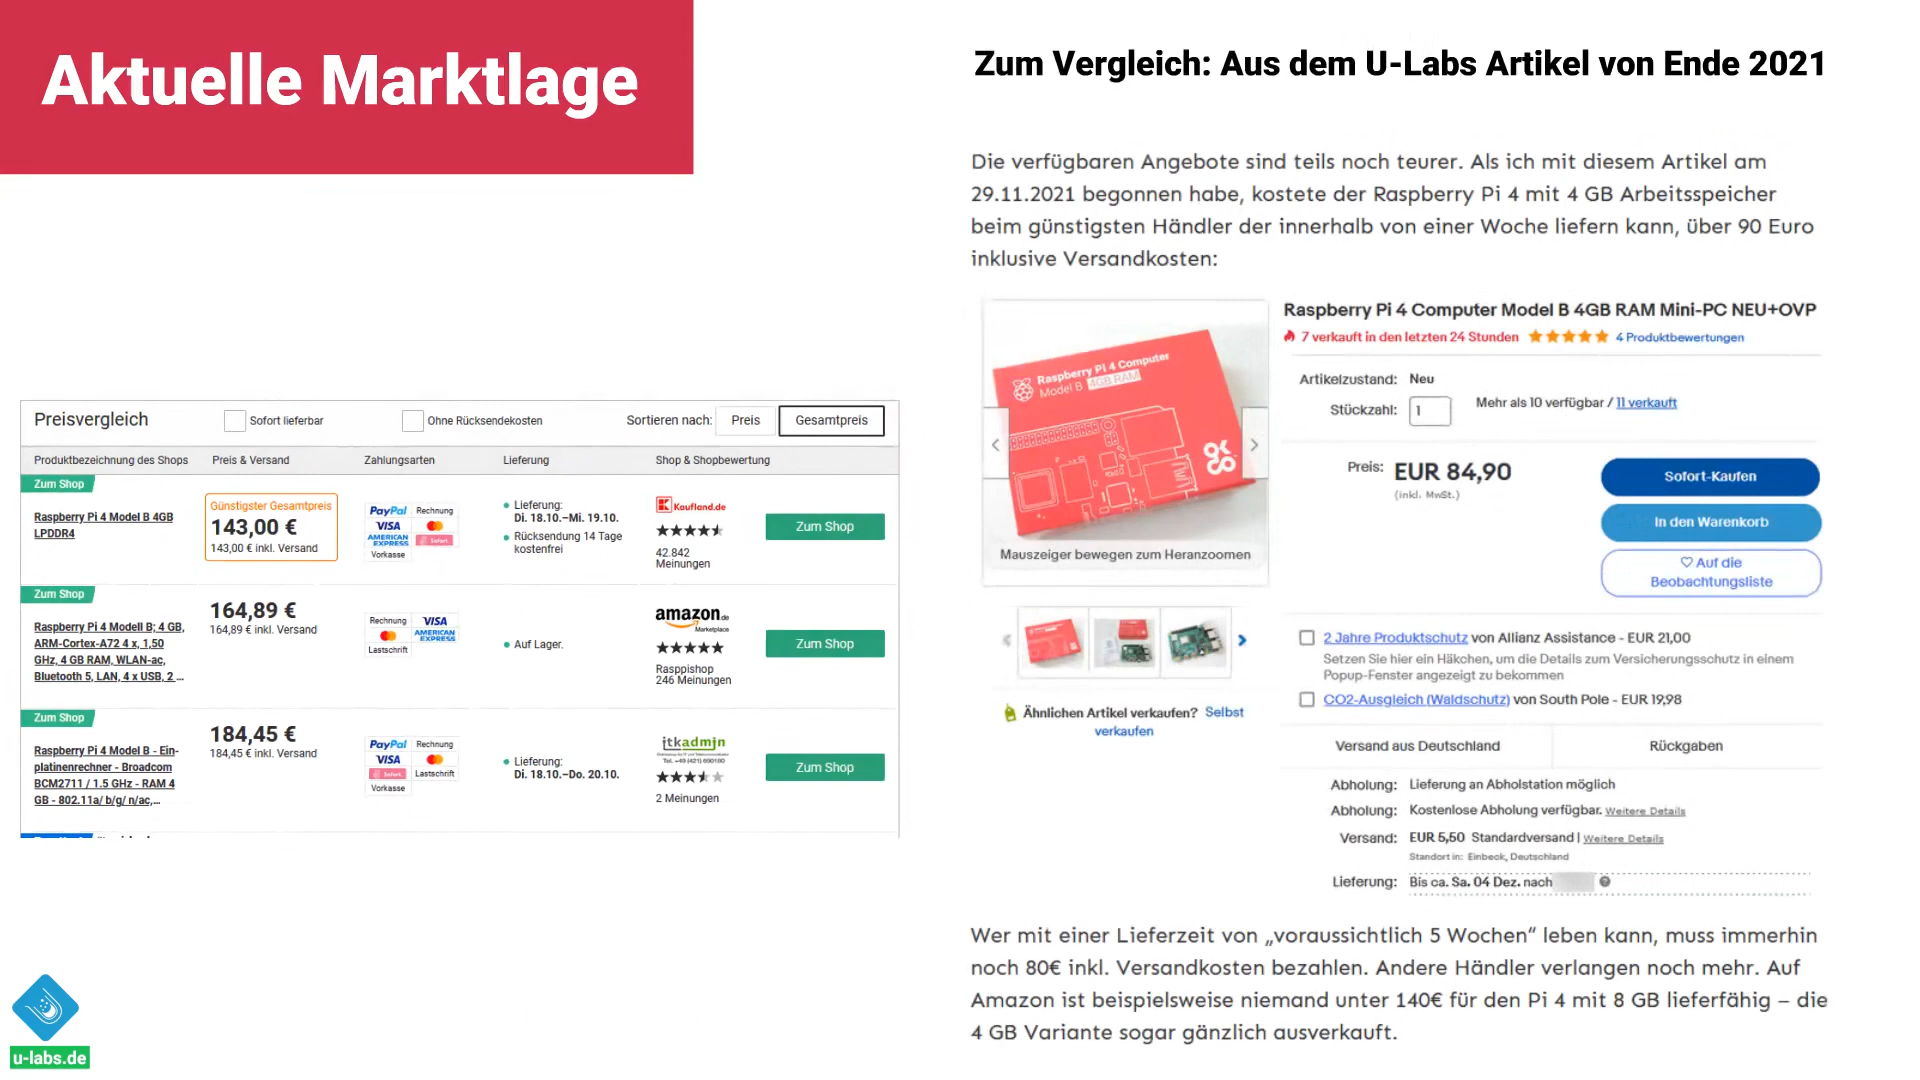 Aktuelle Marktlage
Preisvergleich
Sofort lieferbar
Ohne Rücksendekosten
Sortieren nach: Preis Gesamtpreis
Produktbezeichnung des Shops Preis & Versand Zahlungsarten Lieferung Shop & Shopbewertung
Zum Shop
Raspberry Pi 4 Model B 4GB
LPDDR4
Günstigster Gesamtpreis
143,00 €
143,00 € inkl. Versand
PayPal Rechnung
VISA
AMERICAN
EXPRESS Sofort.
Vorkasse
Lieferung:
Di. 18.10.–Mi. 19.10.
Rücksendung 14 Tage
kostenfrei
Kaufland.de
42.842
Meinungen
Zum Shop
Zum Shop
Raspberry Pi 4 Modell B; 4 GB,
ARM-Cortex-A72 4 x, 1,50
GHz, 4 GB RAM, WLAN-ac,
Bluetooth 5, LAN, 4 x USB, 2 ...
164,89 €
164,89 € inkl. Versand
Rechnung VISA
AMERICAN
EXPRESS
Lastschrift
Auf Lager.
amazon.de
Marketplace
Rasppishop
246 Meinungen
Zum Shop
Zum Shop
Raspberry Pi 4 Model B - Ein-
platinenrechner - Broadcom
BCM2711 / 1.5 GHz - RAM 4
GB - 802.11a/ b/g/ n/ac,...
184,45 €
184,45 € inkl. Versand
PayPal Rechnung
VISA
Sofort. Lastschrift
Vorkasse
Lieferung:
Di. 18.10.–Do. 20.10.
itkadmin
Tel. +49 (421) 690180
2 Meinungen
Zum Shop
u-labs.de
Zum Vergleich: Aus dem U-Labs Artikel von Ende 2021
Die verfügbaren Angebote sind teils noch teurer. Als ich mit diesem Artikel am
29.11.2021 begonnen habe, kostete der Raspberry Pi 4 mit 4 GB Arbeitsspeicher
beim günstigsten Händler der innerhalb von einer Woche liefern kann, über 90 Euro
inklusive Versandkosten:
Raspberry Pi 4 Computer
Model B 4GB RAM
Mauszeiger bewegen zum Heranzoomen
Ähnlichen Artikel verkaufen? Selbst
verkaufen
Raspberry Pi 4 Computer Model B 4GB RAM Mini-PC NEU+OVP
7 verkauft in den letzten 24 Stunden 4 Produktbewertungen
Artikelzustand: Neu
Stückzahl: 1 Mehr als 10 verfügbar / 11 verkauft
Preis: EUR 84,90
(inkl. MwSt.)
Sofort-Kaufen
In den Warenkorb
Auf die
Beobachtungsliste
2 Jahre Produktschutz von Allianz Assistance - EUR 21,00
Setzen Sie hier ein Häkchen, um die Details zum Versicherungsschutz in einem
Popup-Fenster angezeigt zu bekommen
CO2-Ausgleich (Waldschutz) von South Pole - EUR 19,98
Versand aus Deutschland Rückgaben
Abholung: Lieferung an Abholstation möglich
Abholung: Kostenlose Abholung verfügbar. Weitere Details
Versand: EUR 5,50 Standardversand | Weitere Details
Standort in: Einbeck, Deutschland
Lieferung: Bis ca. Sa. 04 Dez. nach
Wer mit einer Lieferzeit von „voraussichtlich 5 Wochen“ leben kann, muss immerhin
noch 80€ inkl. Versandkosten bezahlen. Andere Händler verlangen noch mehr. Auf
Amazon ist beispielsweise niemand unter 140€ für den Pi 4 mit 8 GB lieferfähig – die
4 GB Variante sogar gänzlich ausverkauft.